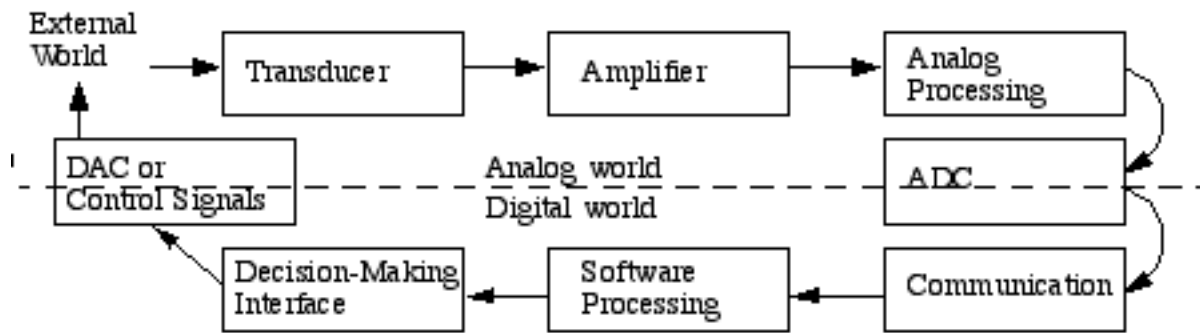 External
World
Transducer
Amplifier
Analog
Processing
DAC or
Control Signals
Analog world
Digital world
ADC
Decision-Making
Interface
Software
Processing
Communication